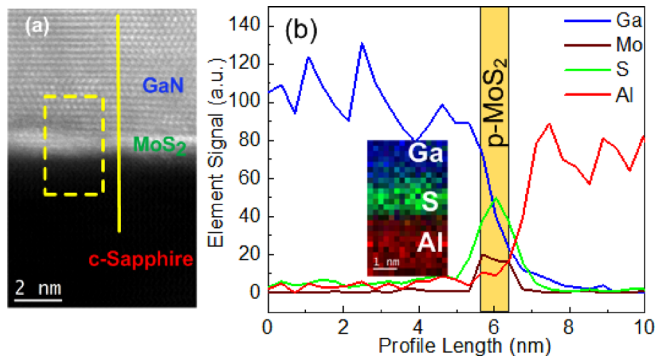 (a)
GaN
MoS₂
c-Sapphire
2 nm
(b)
Element Signal (a.u.)
140
120
100
80
60
40
20
0
p-MoS₂
Ga
Mo
S
Al
Ga
S
Al
1 nm
0 2 4 6 8 10
Profile Length (nm)